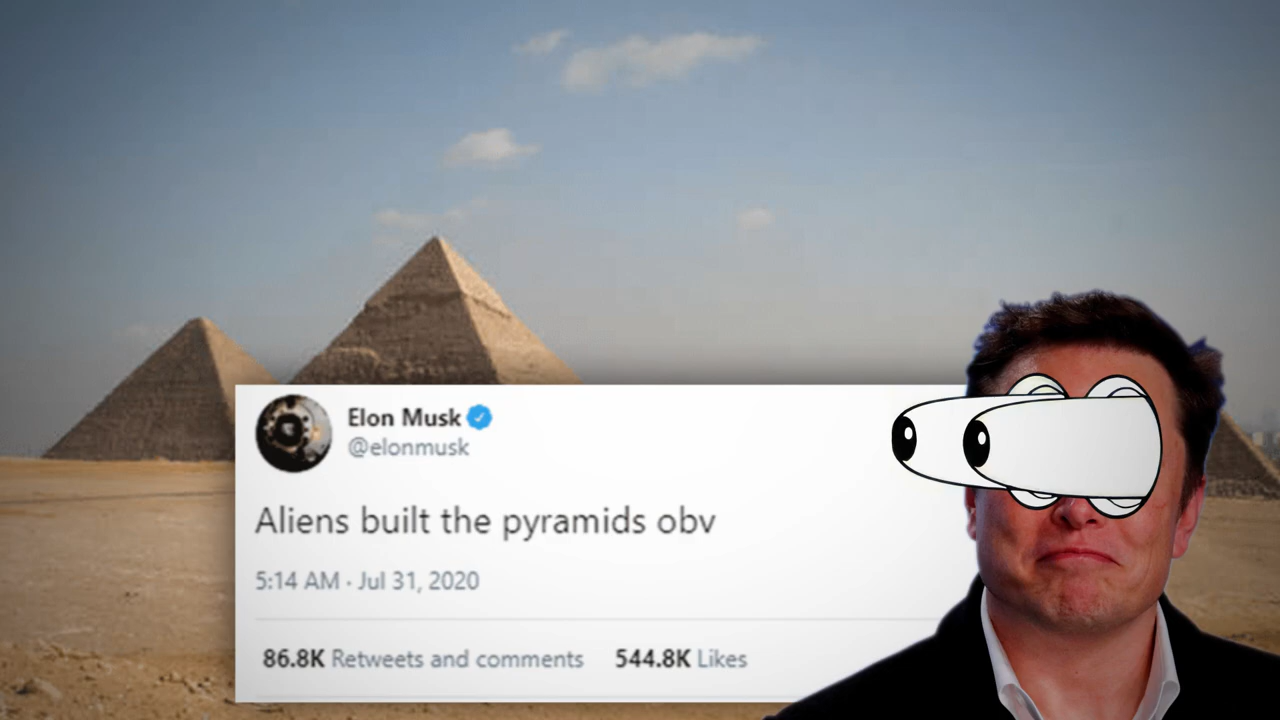 Elon Musk
@elonmusk
Aliens built the pyramids obv
5:14 AM · Jul 31, 2020
86.8K Retweets and comments 544.8K Likes